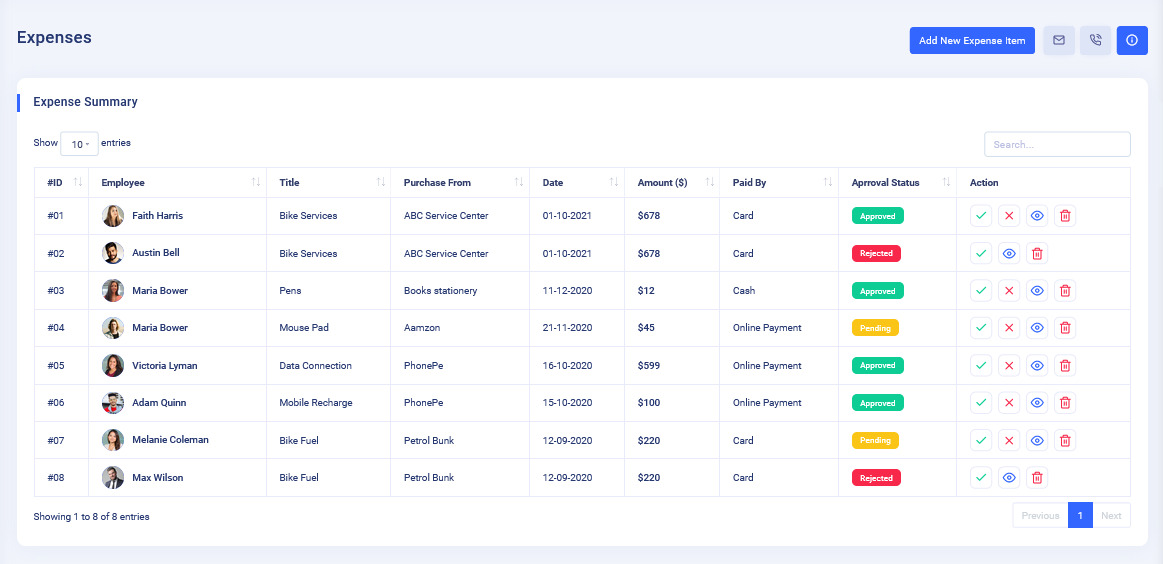 Expenses
Add New Expense Item
Expense Summary
Show 10 entries
Search...
#ID Employee Title Purchase From Date Amount ($) Paid By Aprroval Status Action
#01 Faith Harris Bike Services ABC Service Center 01-10-2021 $678 Card Approved
#02 Austin Bell Bike Services ABC Service Center 01-10-2021 $678 Card Rejected
#03 Maria Bower Pens Books stationery 11-12-2020 $12 Cash Approved
#04 Maria Bower Mouse Pad Aamzon 21-11-2020 $45 Online Payment Pending
#05 Victoria Lyman Data Connection PhonePe 16-10-2020 $599 Online Payment Approved
#06 Adam Quinn Mobile Recharge PhonePe 15-10-2020 $100 Online Payment Approved
#07 Melanie Coleman Bike Fuel Petrol Bunk 12-09-2020 $220 Card Pending
#08 Max Wilson Bike Fuel Petrol Bunk 12-09-2020 $220 Card Rejected
Showing 1 to 8 of 8 entries
Previous 1 Next